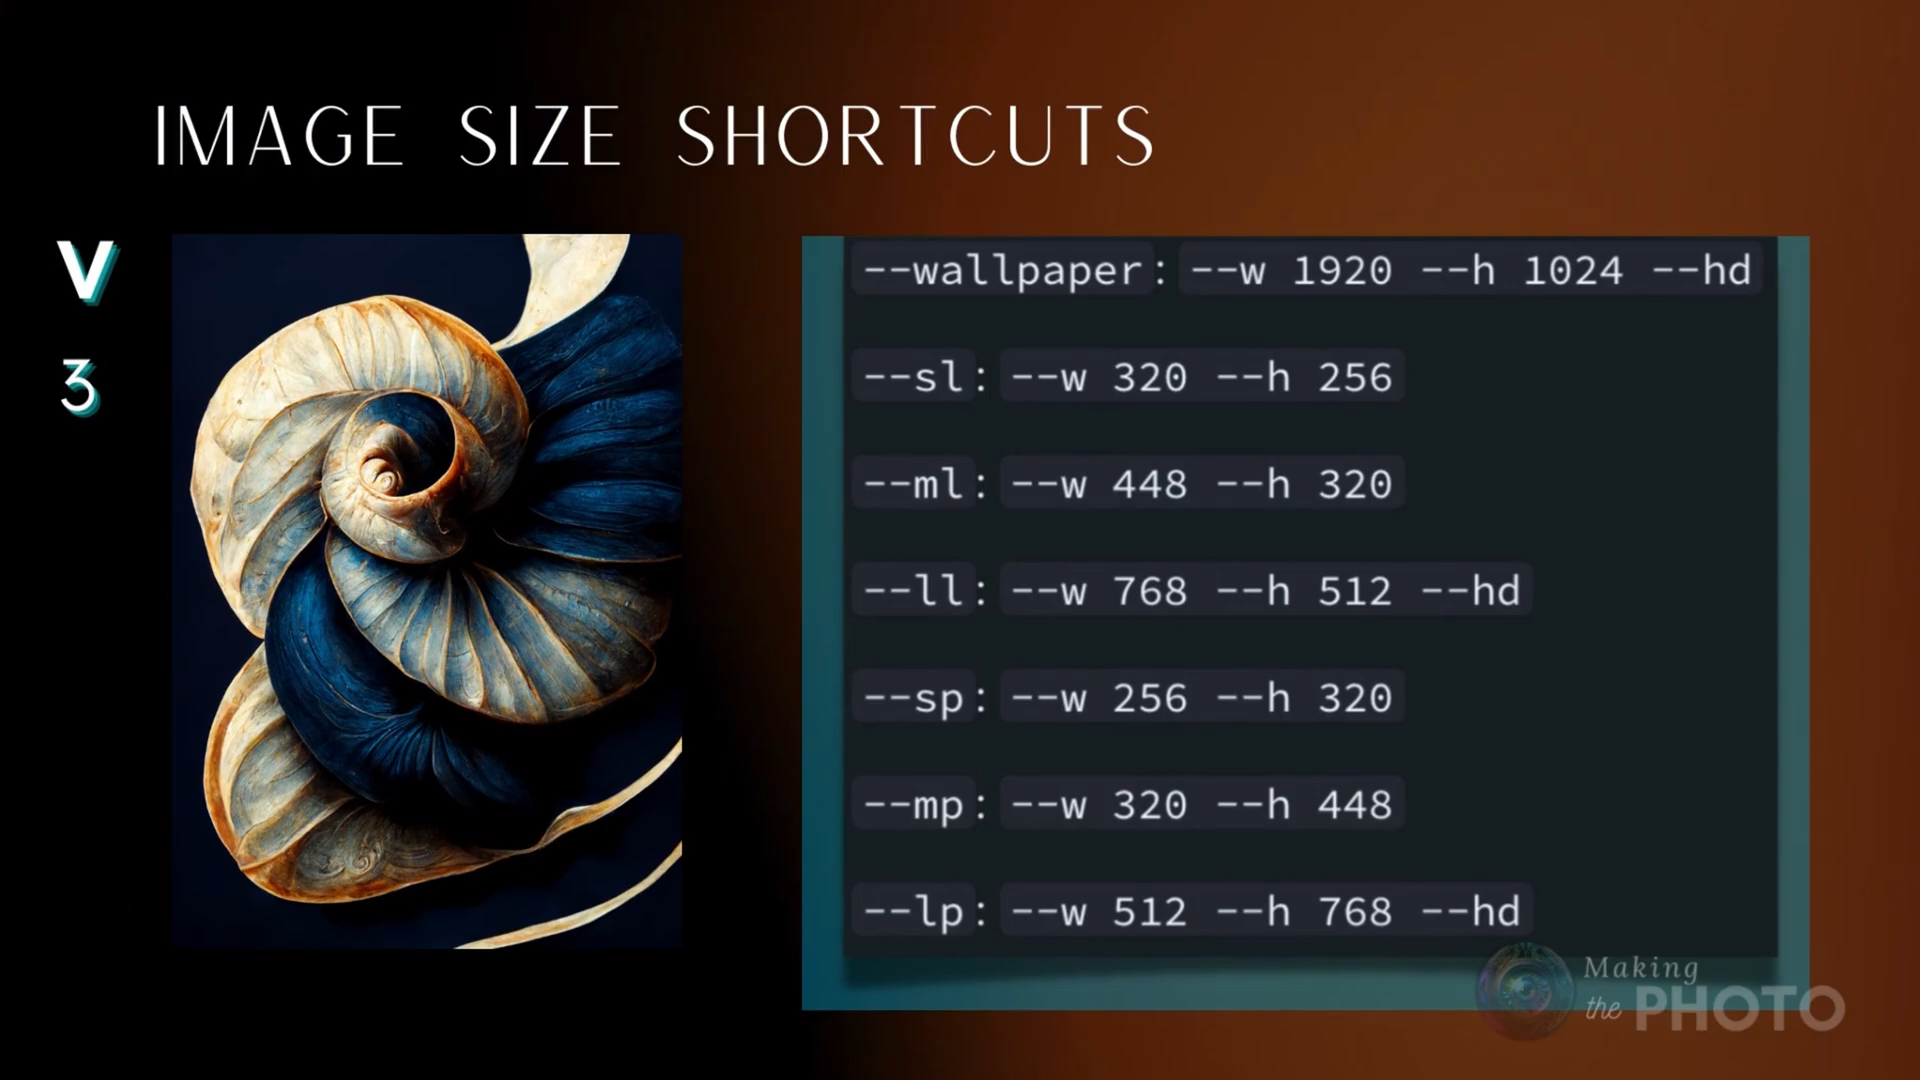 IMAGE SIZE SHORTCUTS
V
3
--wallpaper: --w 1920 --h 1024 --hd
--sl: --w 320 --h 256
--ml: --w 448 --h 320
--ll: --w 768 --h 512 --hd
--sp: --w 256 --h 320
--mp: --w 320 --h 448
--lp: --w 512 --h 768 --hd
Making
the PHOTO